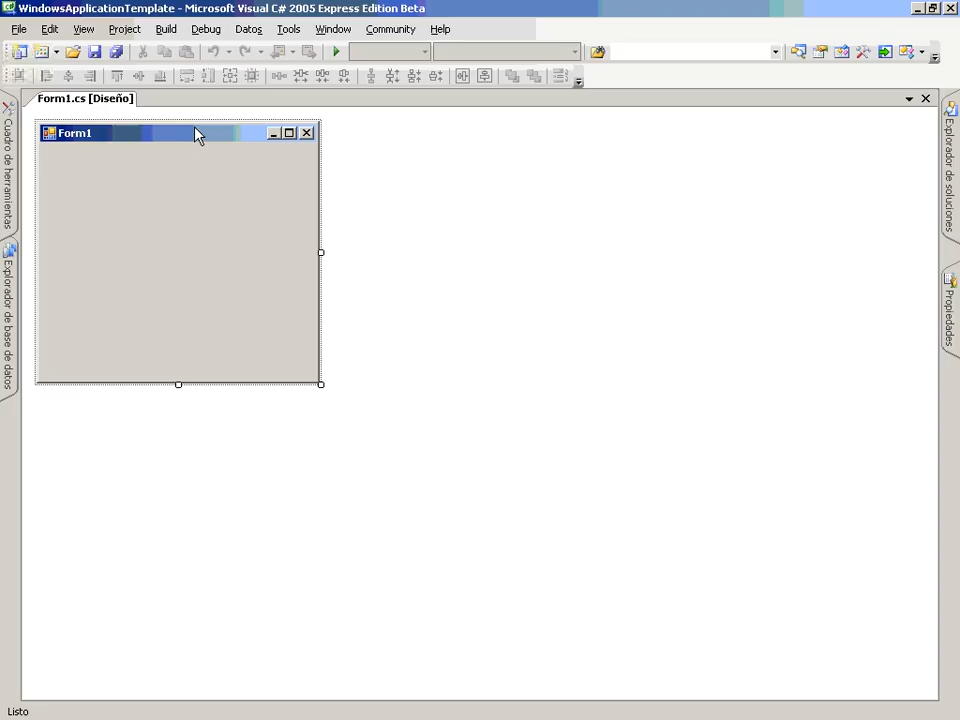 WindowsApplicationTemplate - Microsoft Visual C# 2005 Express Edition Beta
File Edit View Project Build Debug Datos Tools Window Community Help
Form1.cs [Diseño]
Form1
Cuadro de herramientas
Explorador de base de datos
Explorador de soluciones
Propiedades
Listo